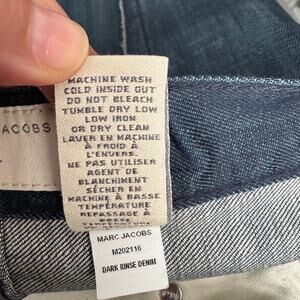 MACHINE WASH
COLD INSIDE OUT
DO NOT BLEACH
TUMBLE DRY LOW
LOW IRON
OR DRY CLEAN
LAVER EN MACHINE
À FROID À
L'ENVERS.
NE PAS UTILISER
AGENT DE
BLANCHIMENT
SÉCHER EN
MACHINE À BASSE
TEMPÉRATURE
REPASSAGE À
BASSE
JACOBS
MARC JACOBS
M202116
DARK RINSE DENIM